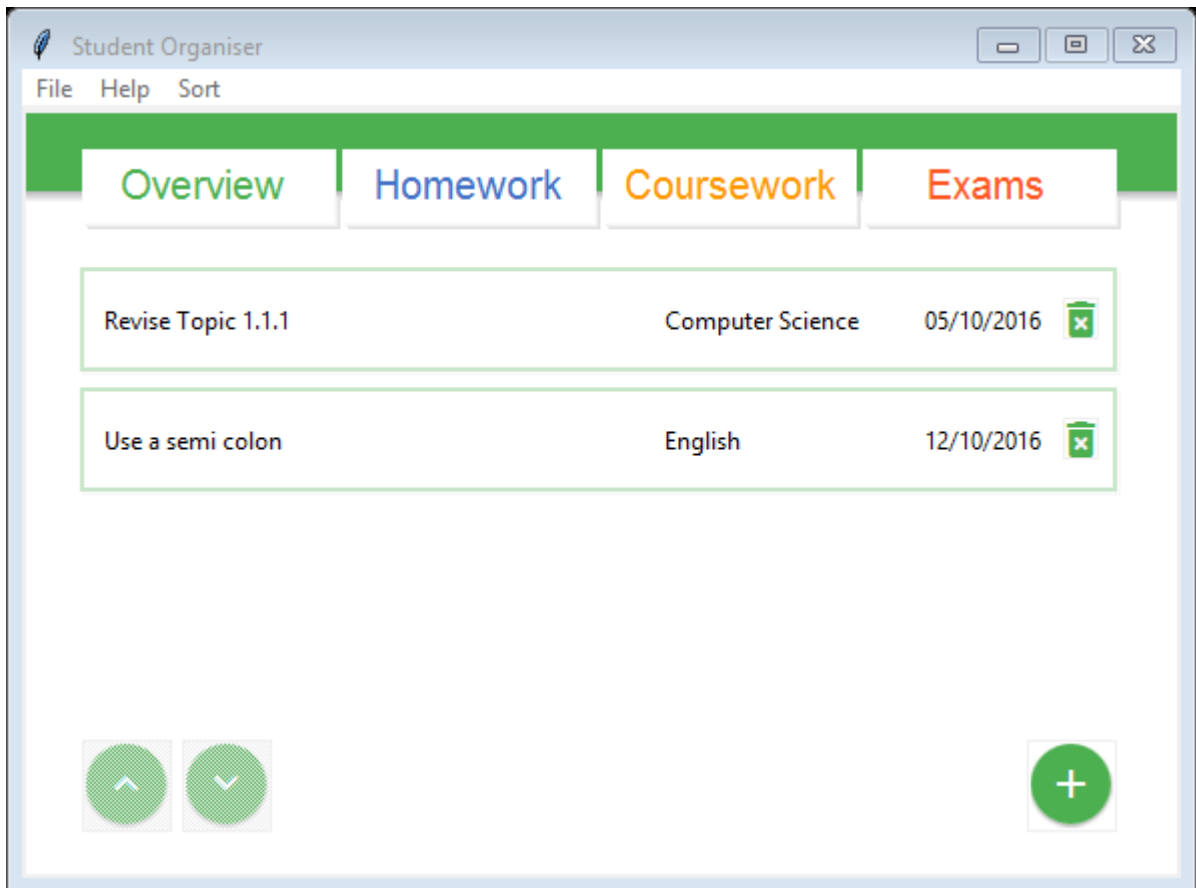 Student Organiser
File Help Sort
Overview Homework Coursework Exams
Revise Topic 1.1.1 Computer Science 05/10/2016
Use a semi colon English 12/10/2016